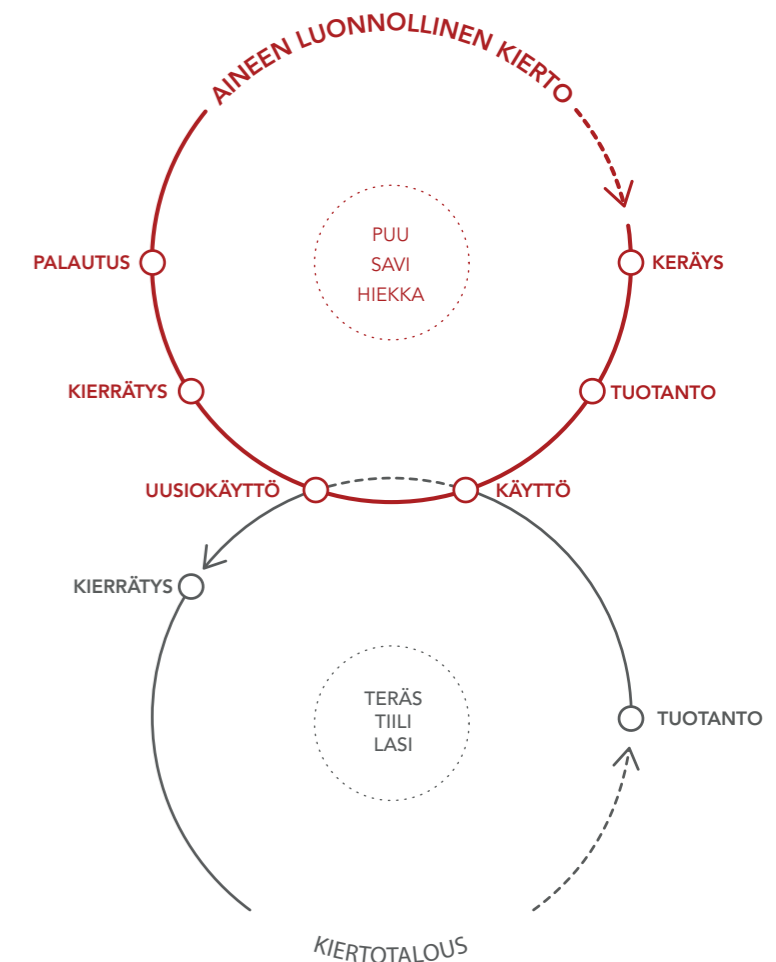 AINEEN LUONNOLLINEN KIERTO
PUU
SAVI
HIEKKA
PALAUTUS
KERÄYS
KIERRÄTYS
TUOTANTO
UUSIOKÄYTTÖ
KÄYTTÖ
KIERRÄTYS
TERÄS
TIILI
LASI
TUOTANTO
KIERTOTALOUS